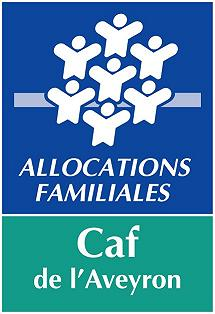 ALLOCATIONS
FAMILIALES
Caf
de l'Aveyron